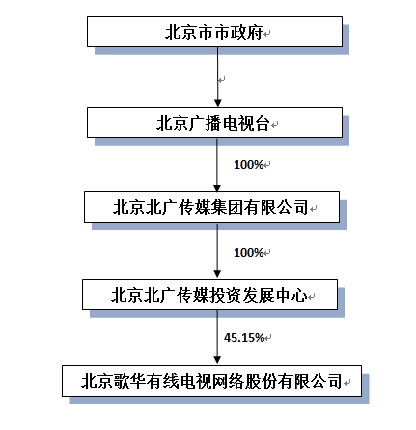 北京市市政府
北京广播电视台
100%
北京北广传媒集团有限公司
100%
北京北广传媒投资发展中心
45.15%
北京歌华有线电视网络股份有限公司